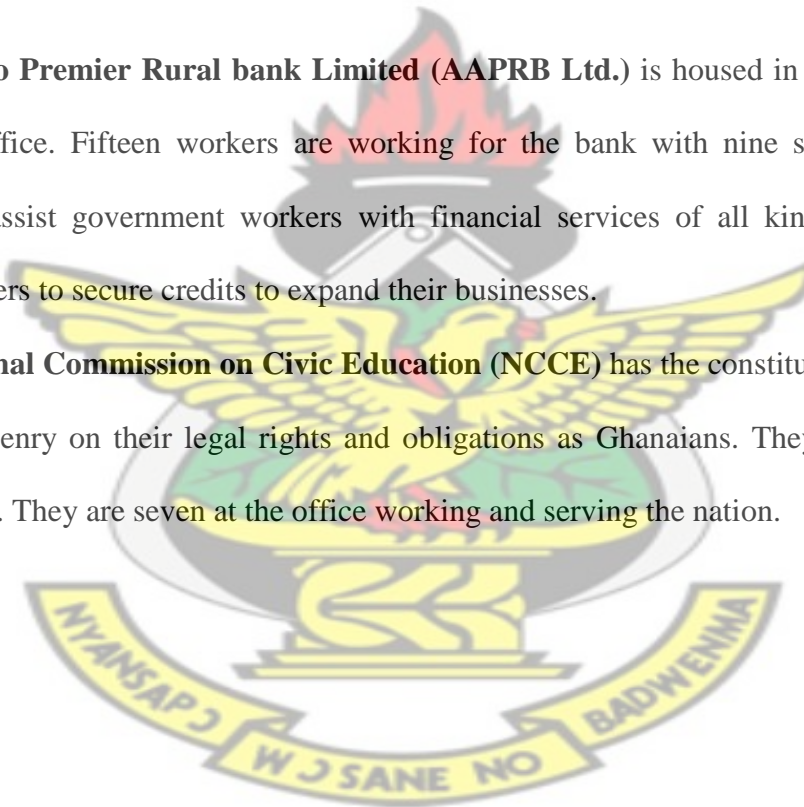 o Premier Rural bank Limited (AAPRB Ltd.) is housed in
ffice. Fifteen workers are working for the bank with nine s
assist government workers with financial services of all kin
ers to secure credits to expand their businesses.
nal Commission on Civic Education (NCCE) has the constitu
enry on their legal rights and obligations as Ghanaians. They
. They are seven at the office working and serving the nation.
NYANSAPƆ
WƆSANE NO
BADWENMA